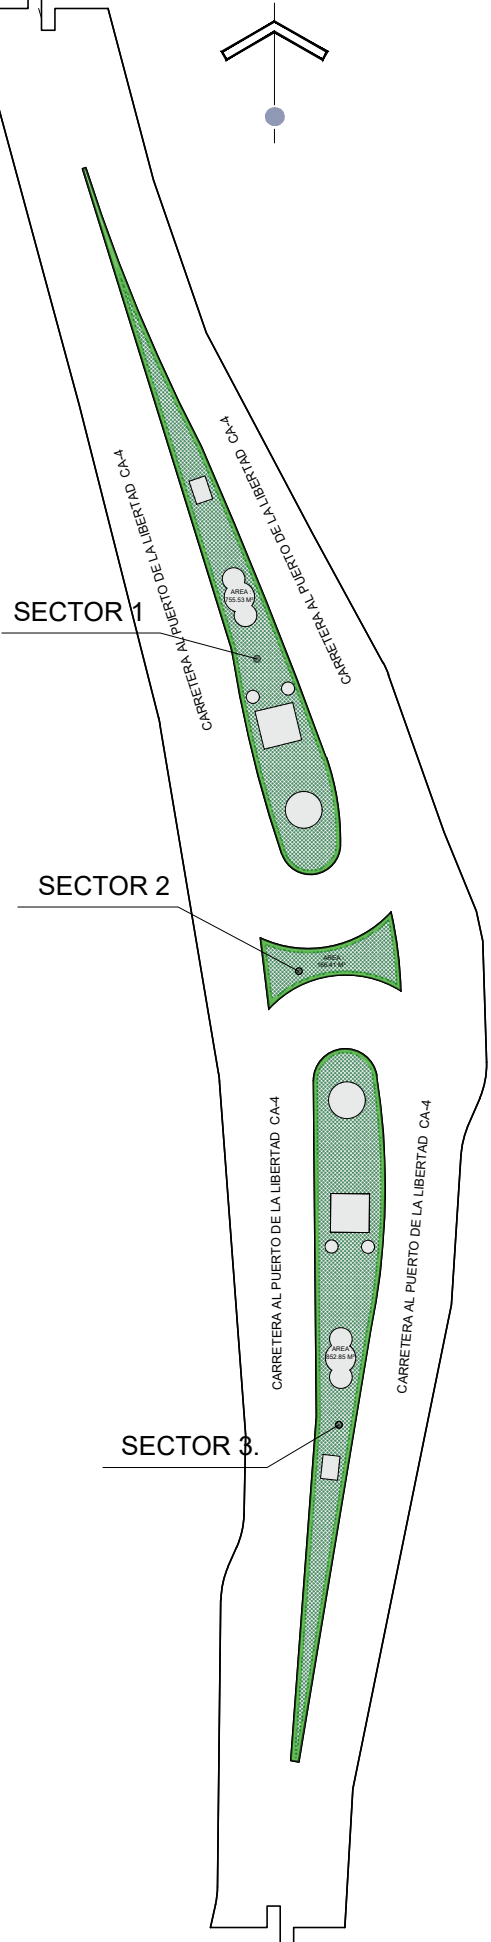 CARRETERA AL PUERTO DE LA LIBERTAD CA-4
CARRETERA AL PUERTO DE LA LIBERTAD CA-4
AREA
755.53 M²
SECTOR 1
SECTOR 2
AREA
166.41 M²
CARRETERA AL PUERTO DE LA LIBERTAD CA-4
CARRETERA AL PUERTO DE LA LIBERTAD CA-4
AREA
852.85 M²
SECTOR 3.